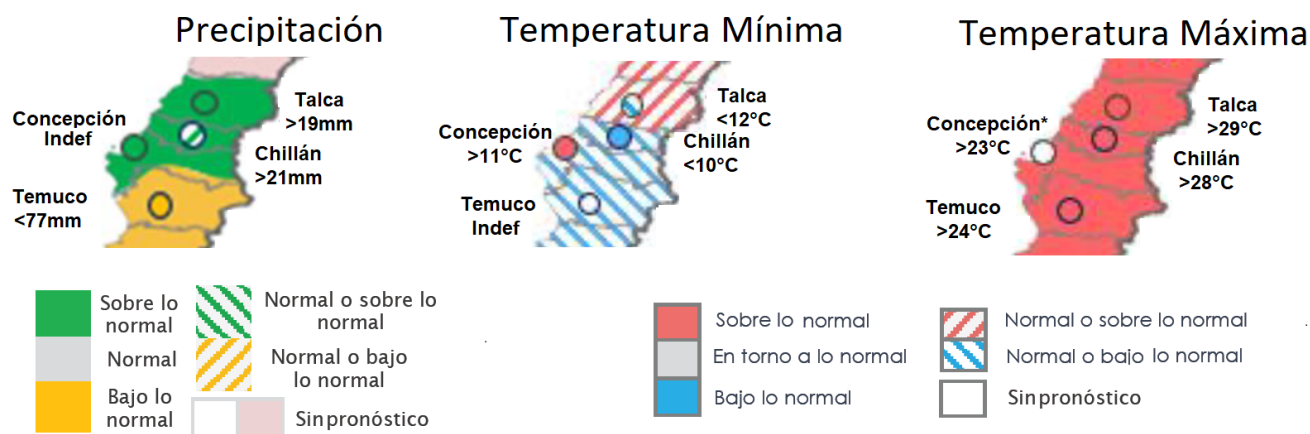 Precipitación
Temperatura Mínima
Temperatura Máxima
Concepción
Indef
Talca
>19mm
Chillán
>21mm
Temuco
<77mm
Concepción
>11°C
Talca
<12°C
Chillán
<10°C
Temuco
Indef
Concepción*
>23°C
Talca
>29°C
Chillán
>28°C
Temuco
>24°C
Sobre lo
normal
Normal
Bajo lo
normal
Normal o sobre lo
normal
Normal o bajo
lo normal
Sin pronóstico
Sobre lo normal
En torno a lo normal
Bajo lo normal
Normal o sobre lo normal
Normal o bajo lo normal
Sin pronóstico